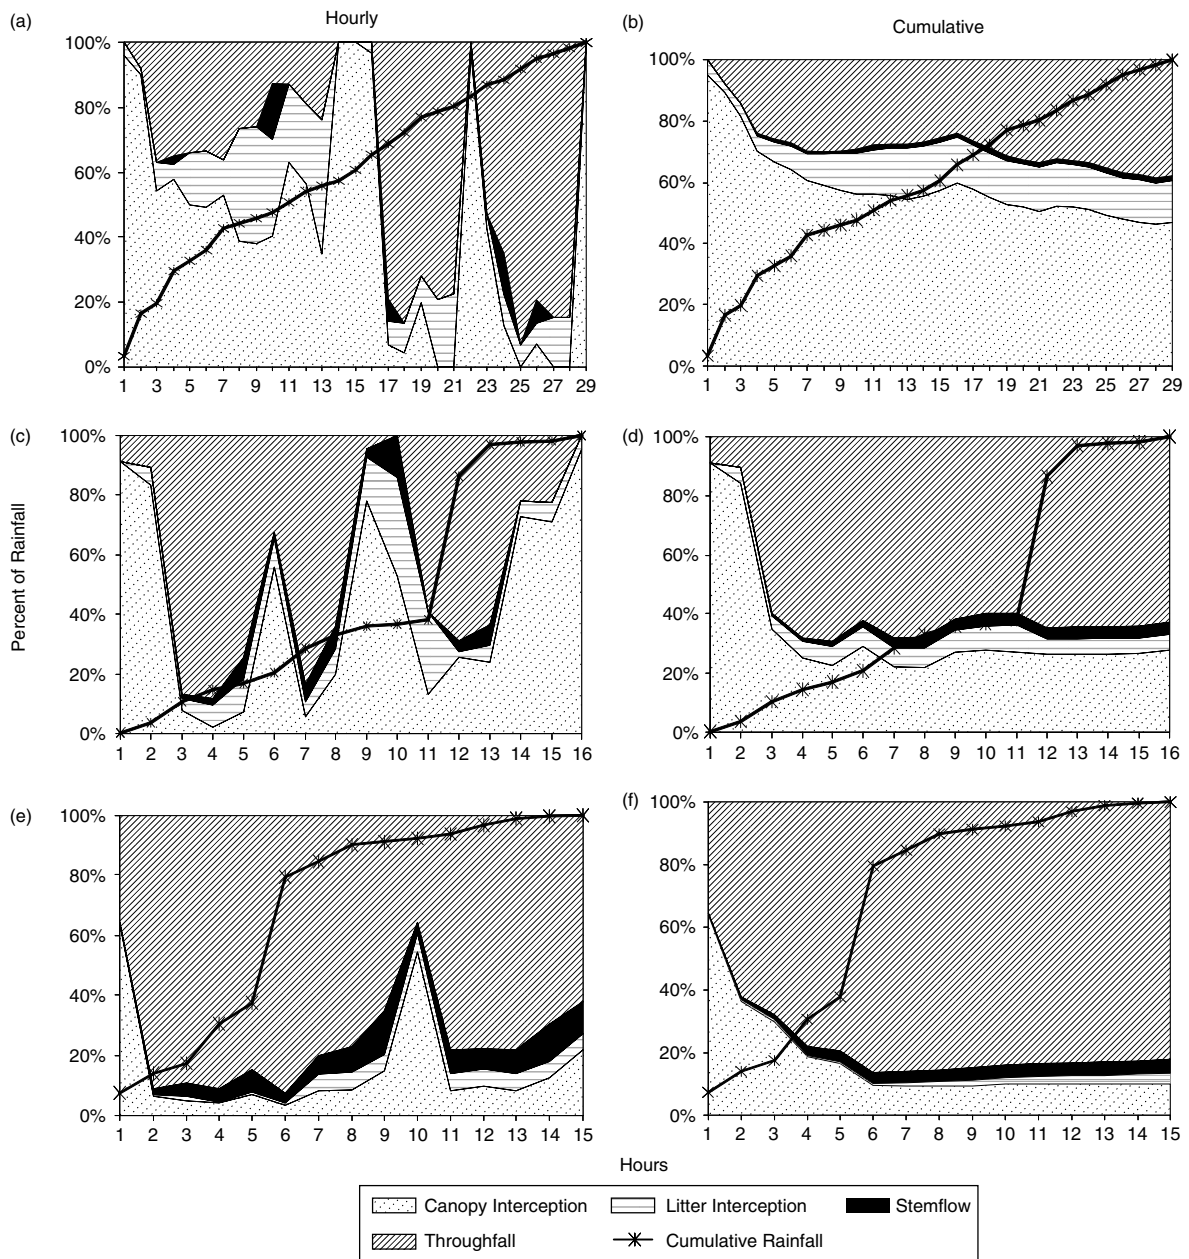 Hourly
Cumulative
(a)
(b)
100%
80%
60%
40%
20%
0%
1 3 5 7 9 11 13 15 17 19 21 23 25 27 29
100%
80%
60%
40%
20%
0%
1 3 5 7 9 11 13 15 17 19 21 23 25 27 29
Percent of Rainfall
(c)
100%
80%
60%
40%
20%
0%
1 2 3 4 5 6 7 8 9 10 11 12 13 14 15 16
(d)
100%
80%
60%
40%
20%
0%
1 2 3 4 5 6 7 8 9 10 11 12 13 14 15 16
(e)
100%
80%
60%
40%
20%
0%
1 2 3 4 5 6 7 8 9 10 11 12 13 14 15
(f)
100%
80%
60%
40%
20%
0%
1 2 3 4 5 6 7 8 9 10 11 12 13 14 15
Hours
Canopy Interception Litter Interception Stemflow
Throughfall Cumulative Rainfall